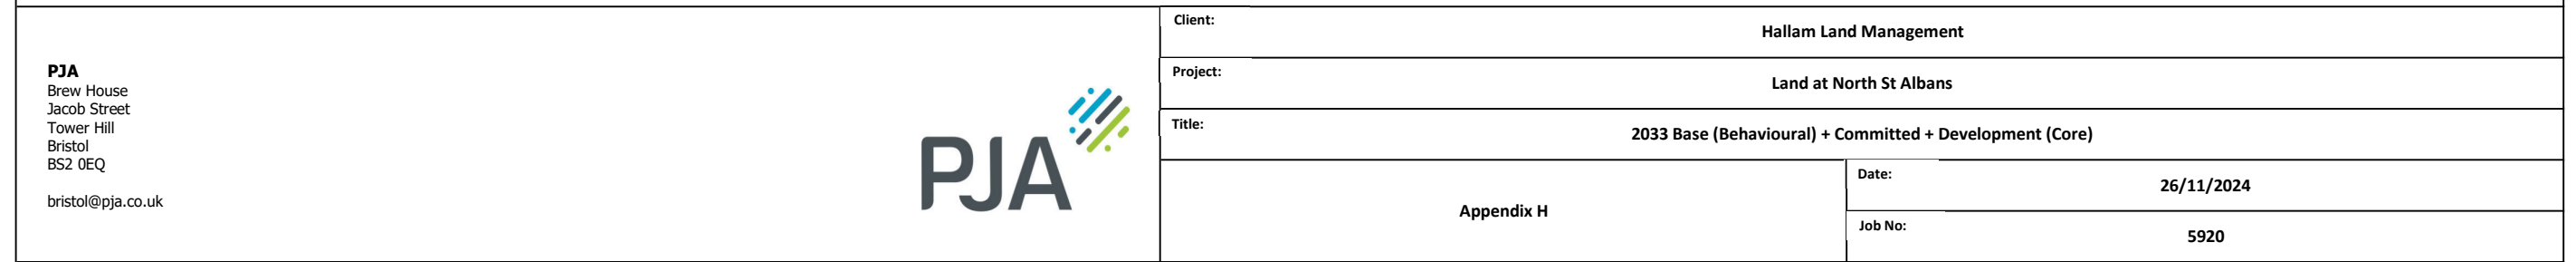 PJA
Brew House
Jacob Street
Tower Hill
Bristol
BS2 0EQ
bristol@pja.co.uk
PJA
Client:
Hallam Land Management
Project:
Land at North St Albans
Title:
2033 Base (Behavioural) + Committed + Development (Core)
Appendix H
Date:
26/11/2024
Job No:
5920